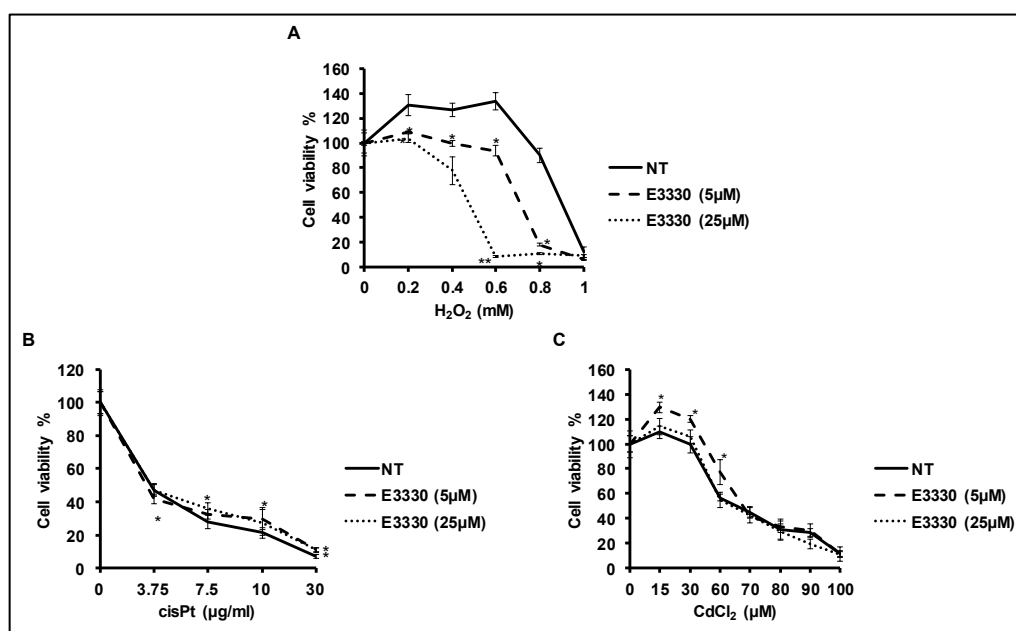 A
160
140
120
100
80
60
40
20
0
Cell viability %
*
*
*
*
**
*
0 0.2 0.4 0.6 0.8 1
H₂O₂ (mM)
NT
E3330 (5µM)
E3330 (25µM)
B
120
100
80
60
40
20
0
Cell viability %
*
*
*
*
*
0 3.75 7.5 10 30
cisPt (µg/ml)
NT
E3330 (5µM)
E3330 (25µM)
C
160
140
120
100
80
60
40
20
0
Cell viability %
*
*
*
0 15 30 60 70 80 90 100
CdCl₂ (µM)
NT
E3330 (5µM)
E3330 (25µM)